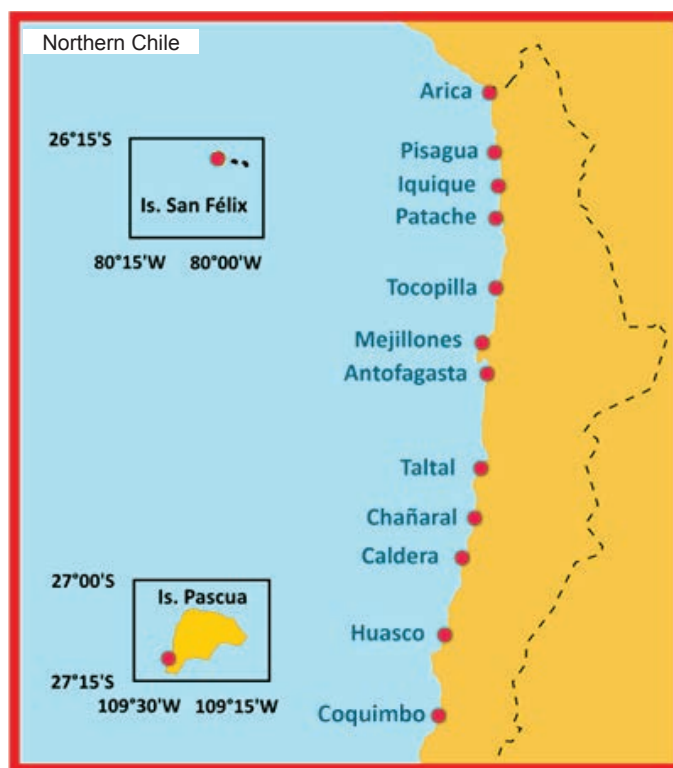 Northern Chile
Arica
26°15'S
Pisagua
Iquique
Is. San Félix
Patache
80°15'W 80°00'W
Tocopilla
Mejillones
Antofagasta
Taltal
Chañaral
Caldera
27°00'S
Is. Pascua
Huasco
27°15'S
109°30'W 109°15'W
Coquimbo